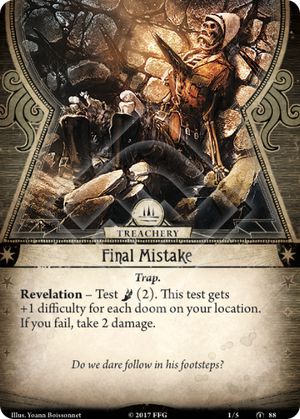 TREACHERY
Final Mistake
Trap.
Revelation – Test (2). This test gets
+1 difficulty for each doom on your location.
If you fail, take 2 damage.
Do we dare follow in his footsteps?
Illus. Yoann Boissonnet © 2017 FFG 1/5 88